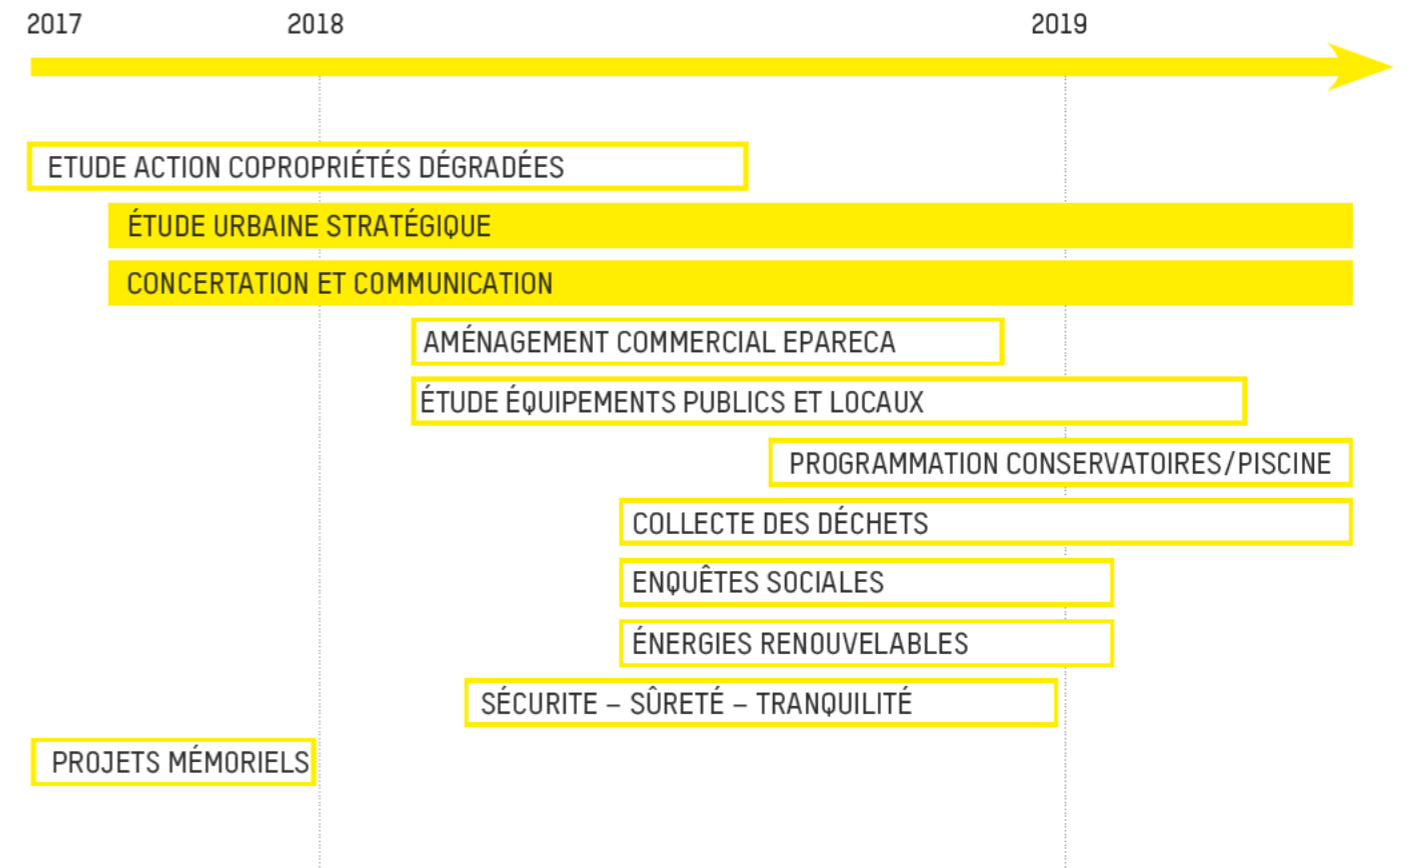 2017 2018 2019
ETUDE ACTION COPROPRIÉTÉS DÉGRADÉES
ÉTUDE URBAINE STRATÉGIQUE
CONCERTATION ET COMMUNICATION
AMÉNAGEMENT COMMERCIAL EPARECA
ÉTUDE ÉQUIPEMENTS PUBLICS ET LOCAUX
PROGRAMMATION CONSERVATOIRES/PISCINE
COLLECTE DES DÉCHETS
ENQUÊTES SOCIALES
ÉNERGIES RENOUVELABLES
SÉCURITE – SÛRETÉ – TRANQUILITÉ
PROJETS MÉMORIELS